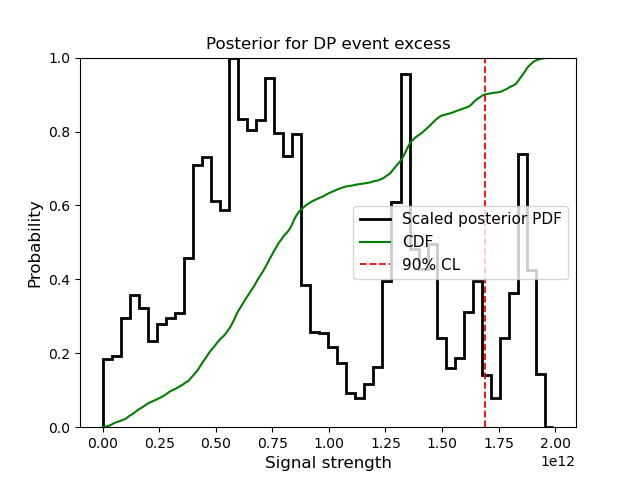 Posterior for DP event excess
1.0
0.8
0.6
0.4
0.2
0.0
Probability
Scaled posterior PDF
CDF
90% CL
0.00 0.25 0.50 0.75 1.00 1.25 1.50 1.75 2.00
1e12
Signal strength